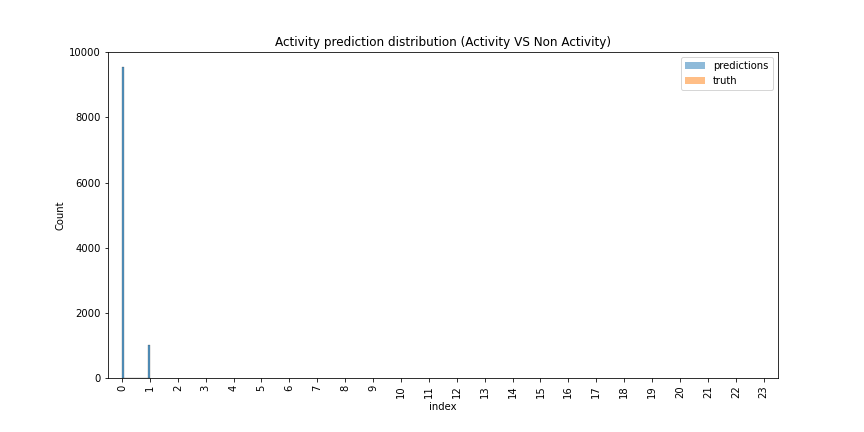 Activity prediction distribution (Activity VS Non Activity)
predictions
truth
10000
8000
6000
4000
2000
0
Count
0 1 2 3 4 5 6 7 8 9 10 11 12 13 14 15 16 17 18 19 20 21 22 23
index